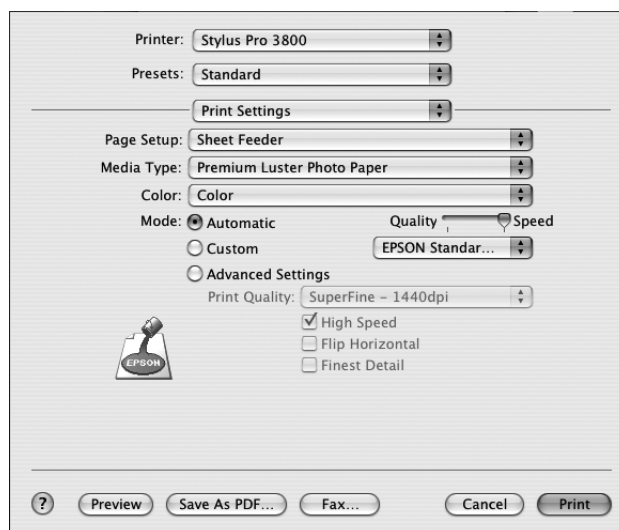 Printer: Stylus Pro 3800
Presets: Standard
Print Settings
Page Setup: Sheet Feeder
Media Type: Premium Luster Photo Paper
Color: Color
Mode: Automatic Quality Speed
Custom EPSON Standar...
Advanced Settings
Print Quality: SuperFine - 1440dpi
High Speed
Flip Horizontal
Finest Detail
EPSON
? Preview Save As PDF... Fax... Cancel Print